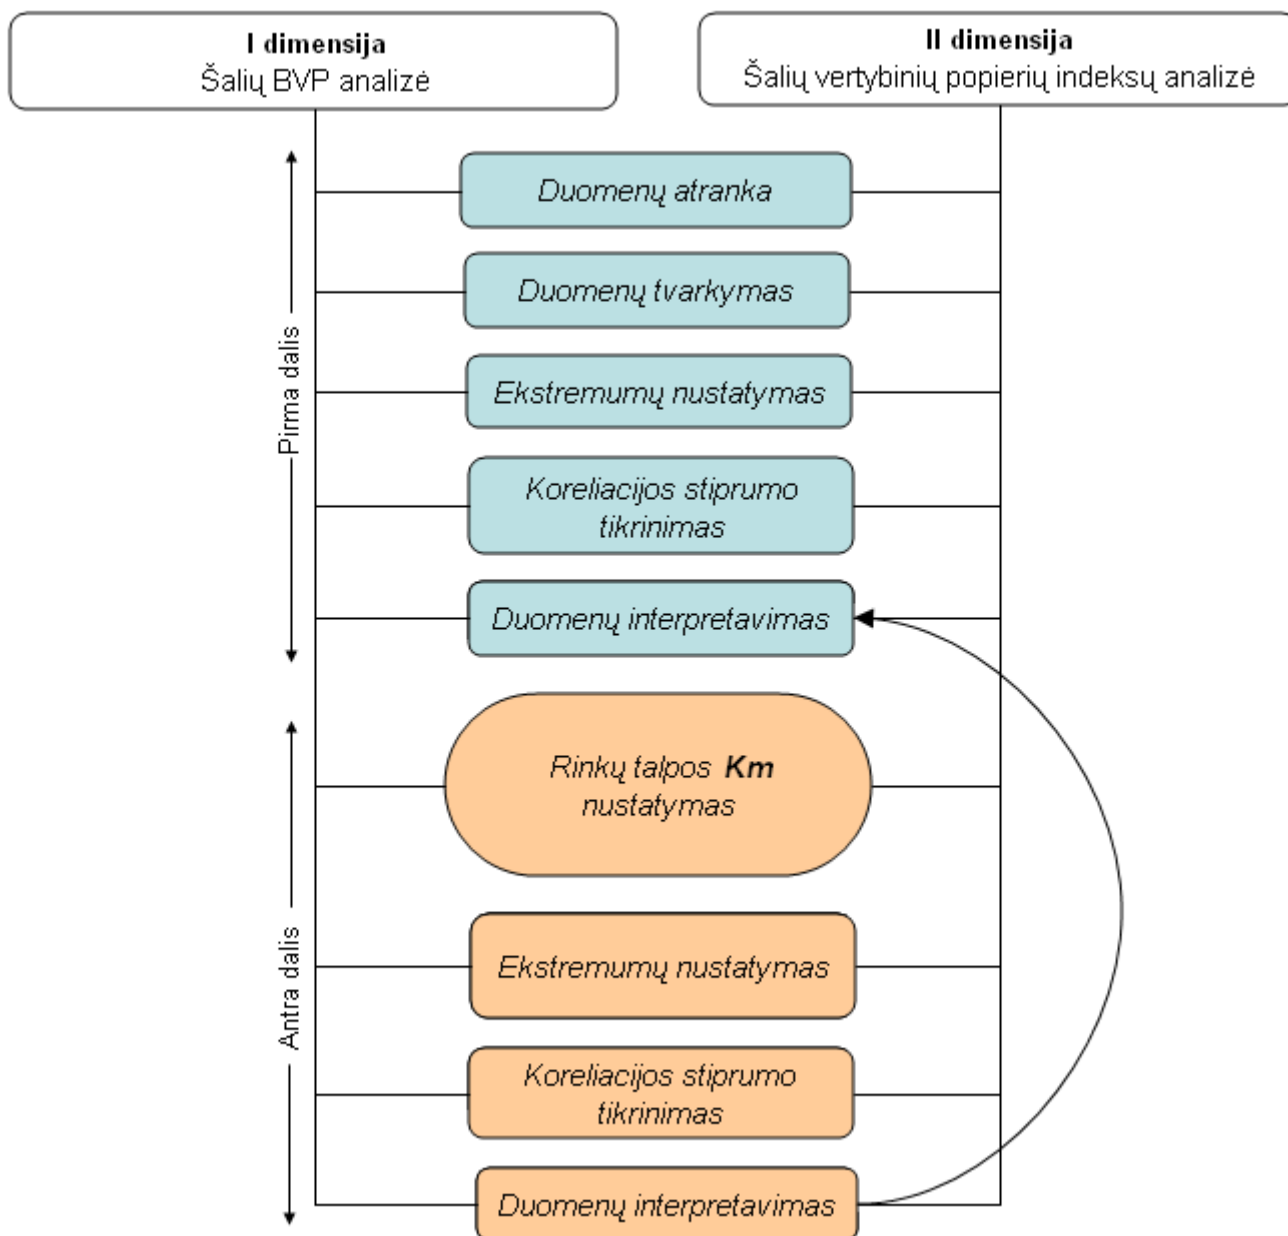 I dimensija
Šalių BVP analizė
II dimensija
Šalių vertybinių popierių indeksų analizė
Pirma dalis
Duomenų atranka
Duomenų tvarkymas
Ekstremumų nustatymas
Koreliacijos stiprumo
tikrinimas
Duomenų interpretavimas
Antra dalis
Rinkų talpos Km
nustatymas
Ekstremumų nustatymas
Koreliacijos stiprumo
tikrinimas
Duomenų interpretavimas